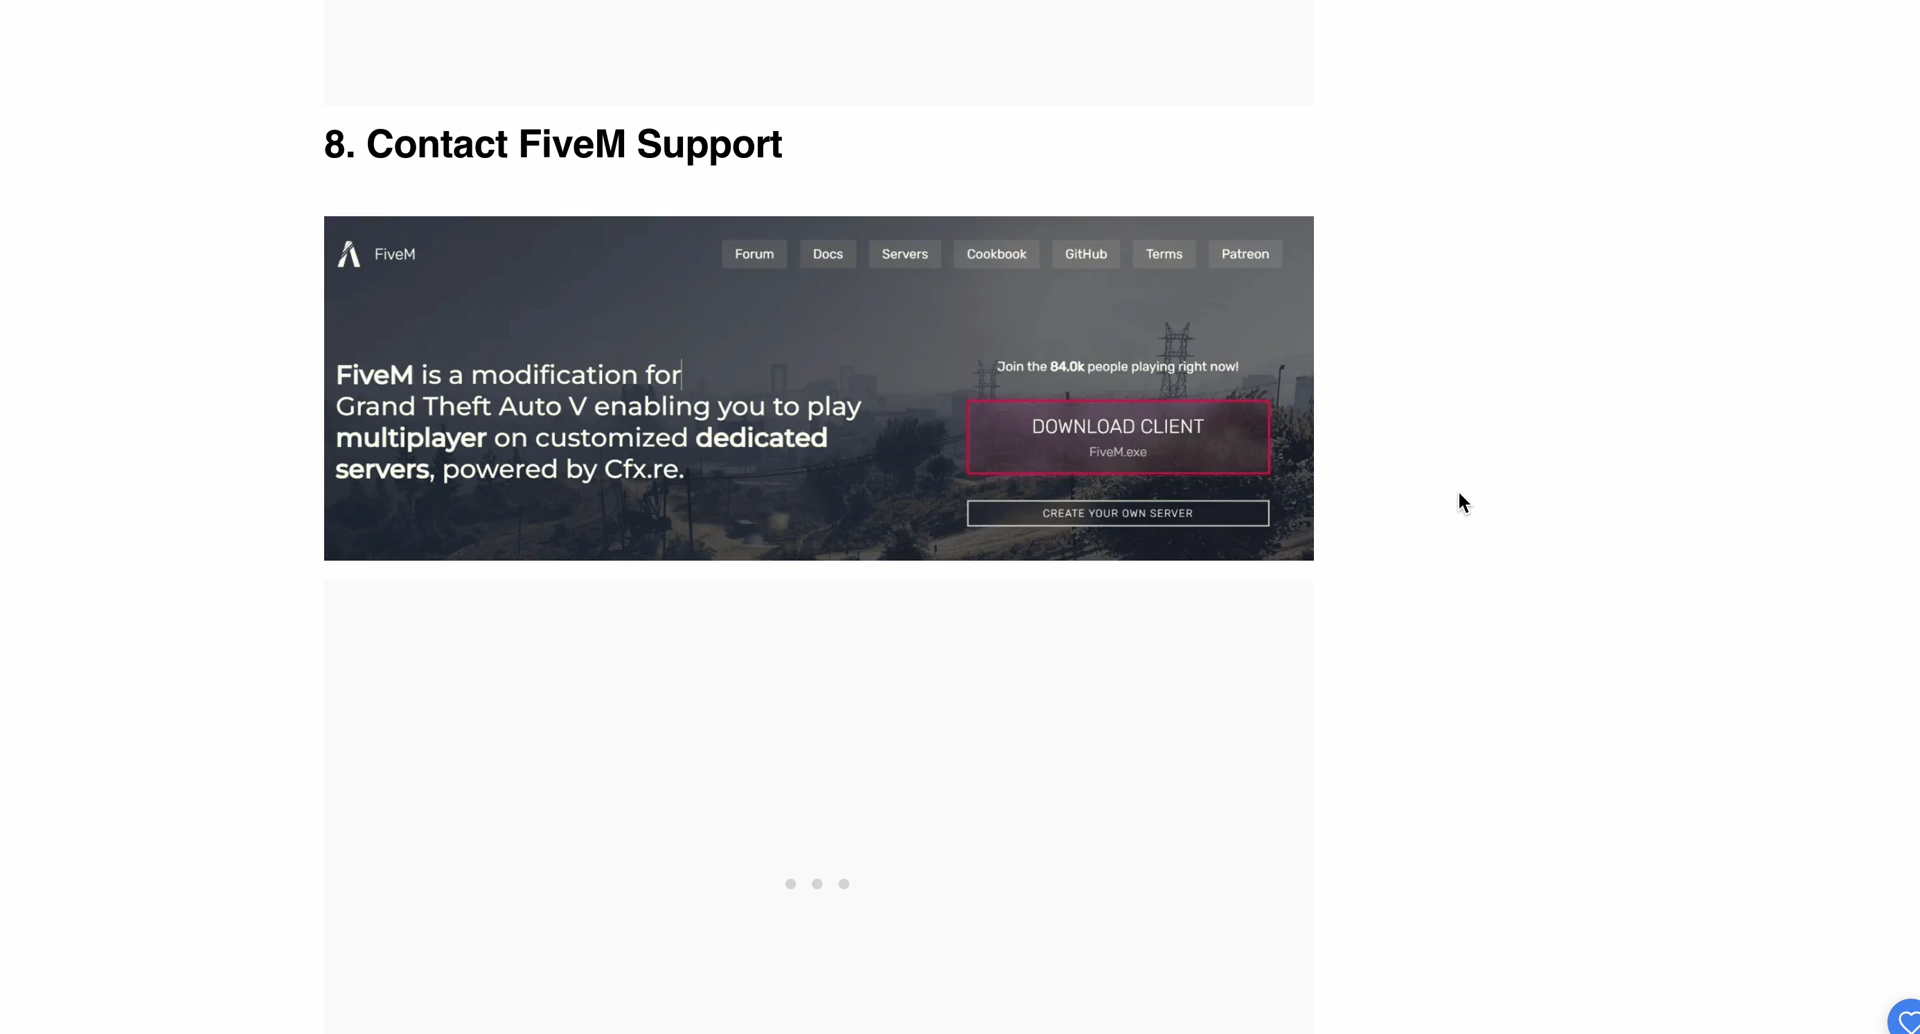 8. Contact FiveM Support
FiveM
Forum Docs Servers Cookbook GitHub Terms Patreon
FiveM is a modification for
Grand Theft Auto V enabling you to play
multiplayer on customized dedicated
servers, powered by Cfx.re.
Join the 84.0k people playing right now!
DOWNLOAD CLIENT
FiveM.exe
CREATE YOUR OWN SERVER